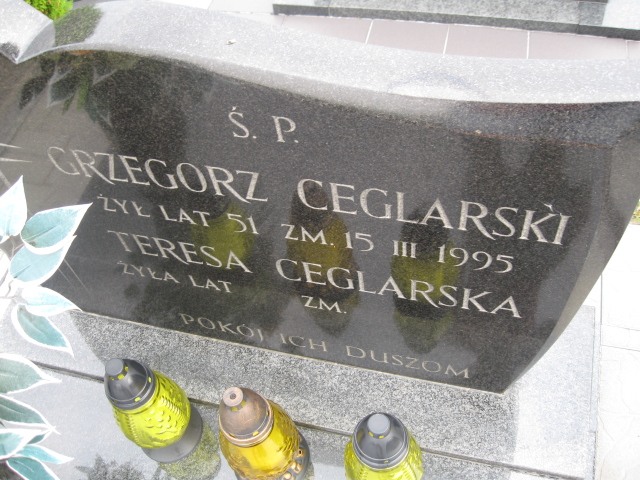 Ś. P.
GRZEGORZ CEGLARSKI
ŻYŁ LAT 51 ZM. 15 III 1995
TERESA CEGLARSKA
ŻYŁA LAT ZM.
POKÓJ ICH DUSZOM